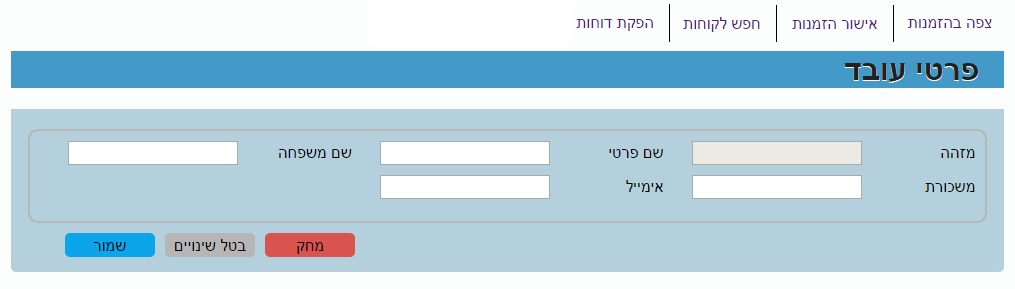 צפה בהזמנות אישור הזמנות חפש לקוחות הפקת דוחות
פרטי עובד
מזהה שם פרטי שם משפחה
משכורת אימייל
מחק בטל שינויים שמור